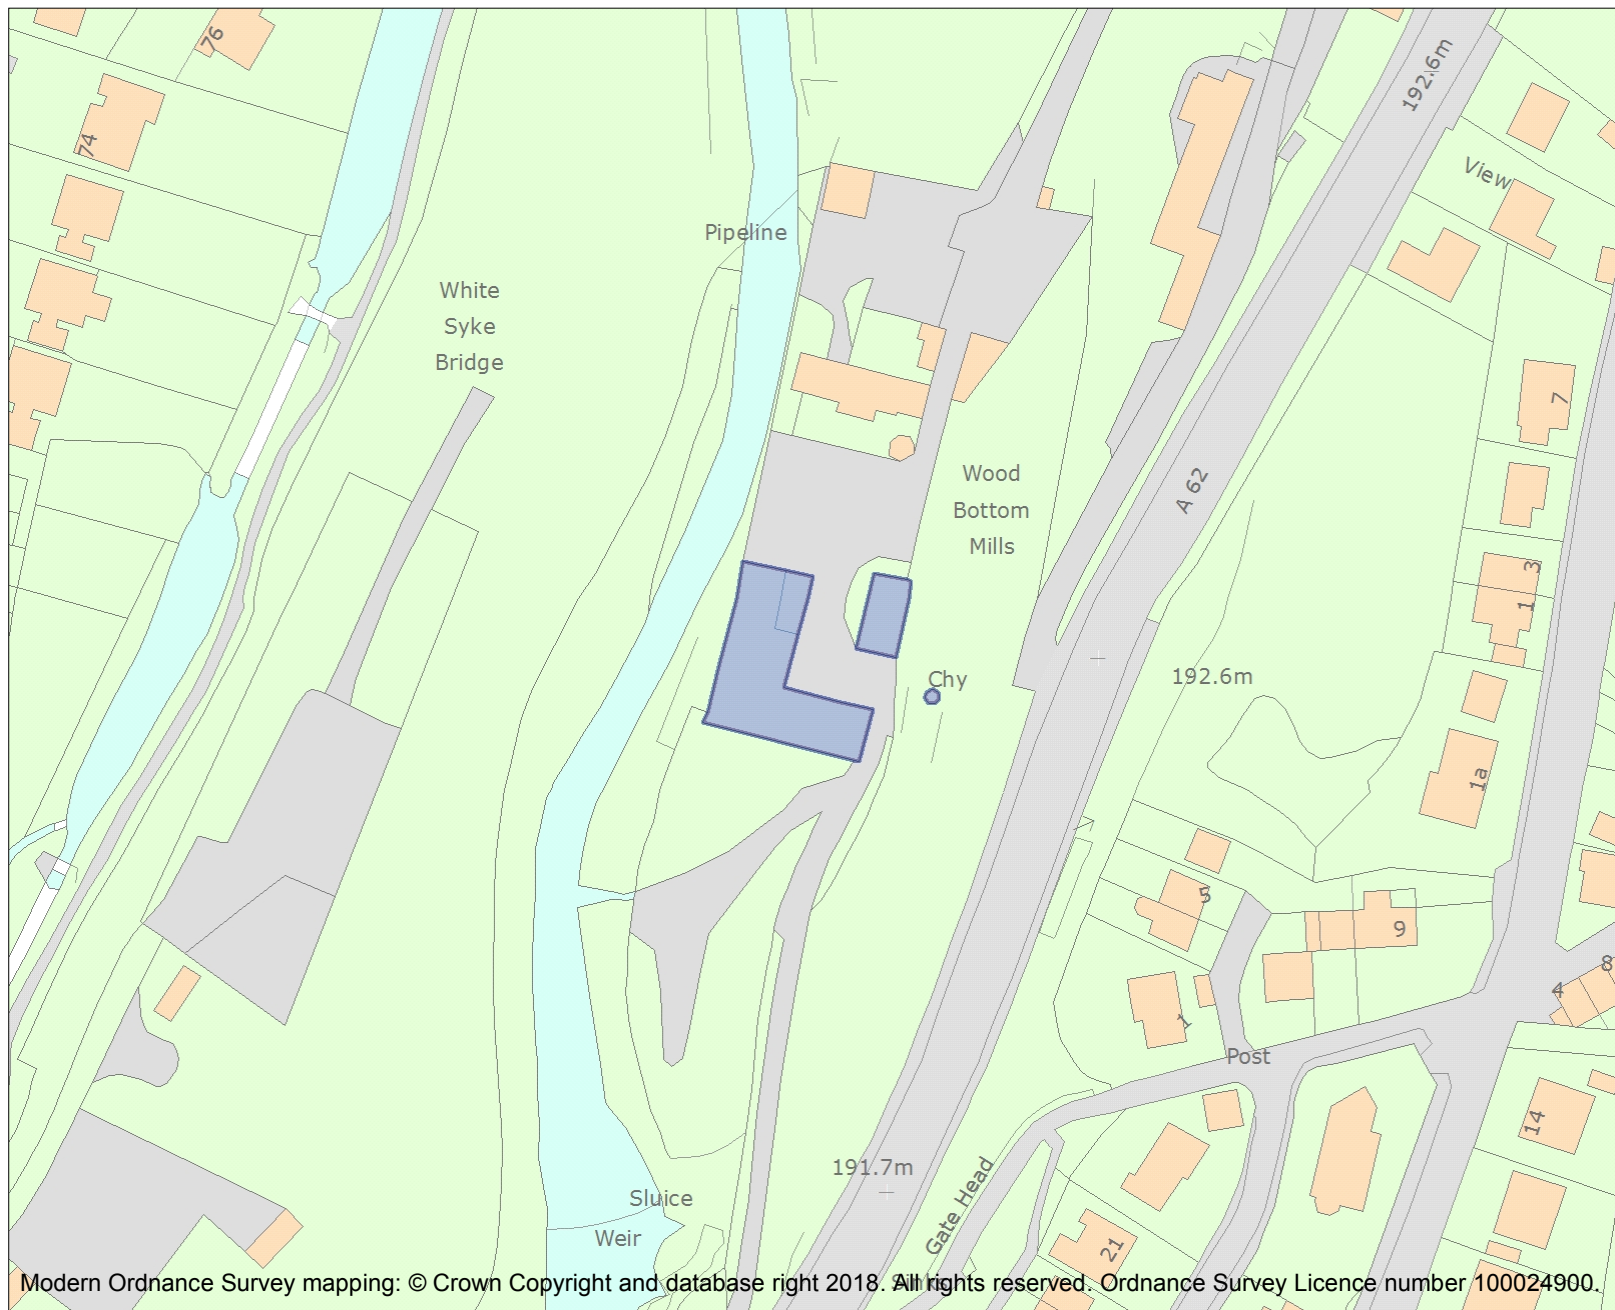 76
192.6m
74
View
Pipeline
White
Syke
Bridge
7
Wood
Bottom
Mills
A 62
3
1
Chy
192.6m
1a
5
9
8
4
1
Post
14
191.7m
Gate Head
Sluice
Weir
21
Modern Ordnance Survey mapping: © Crown Copyright and database right 2018. All rights reserved. Ordnance Survey Licence number 100024900.